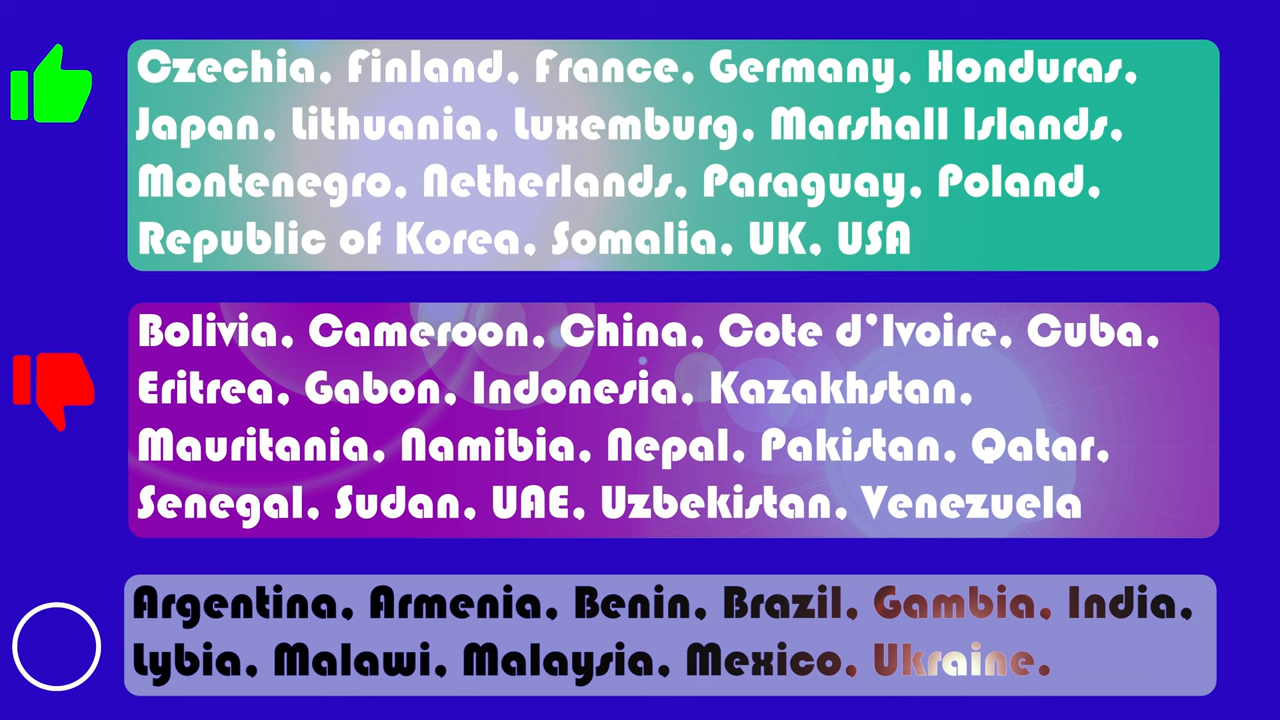 Czechia, Finland, France, Germany, Honduras,
Japan, Lithuania, Luxemburg, Marshall Islands,
Montenegro, Netherlands, Paraguay, Poland,
Republic of Korea, Somalia, UK, USA
Bolivia, Cameroon, China, Cote d'Ivoire, Cuba,
Eritrea, Gabon, Indonesia, Kazakhstan,
Mauritania, Namibia, Nepal, Pakistan, Qatar,
Senegal, Sudan, UAE, Uzbekistan, Venezuela
Argentina, Armenia, Benin, Brazil, Gambia, India,
Lybia, Malawi, Malaysia, Mexico, Ukraine.